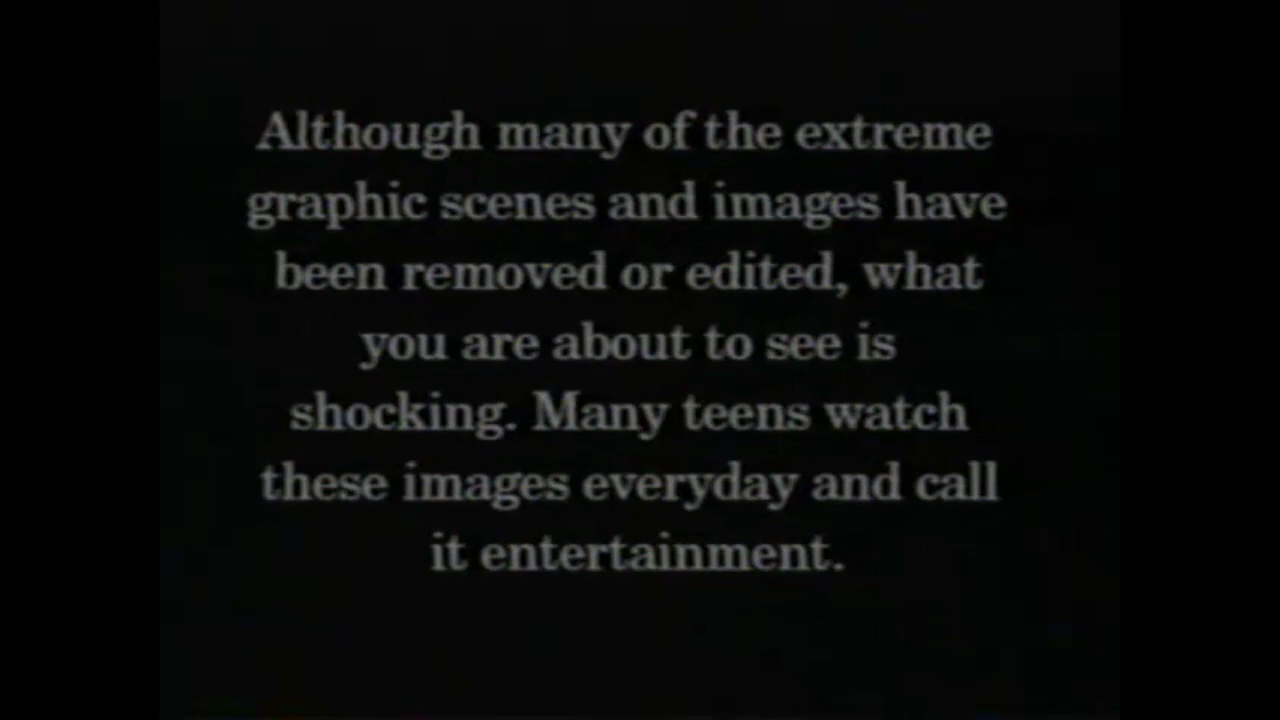 Although many of the extreme
graphic scenes and images have
been removed or edited, what
you are about to see is
shocking. Many teens watch
these images everyday and call
it entertainment.